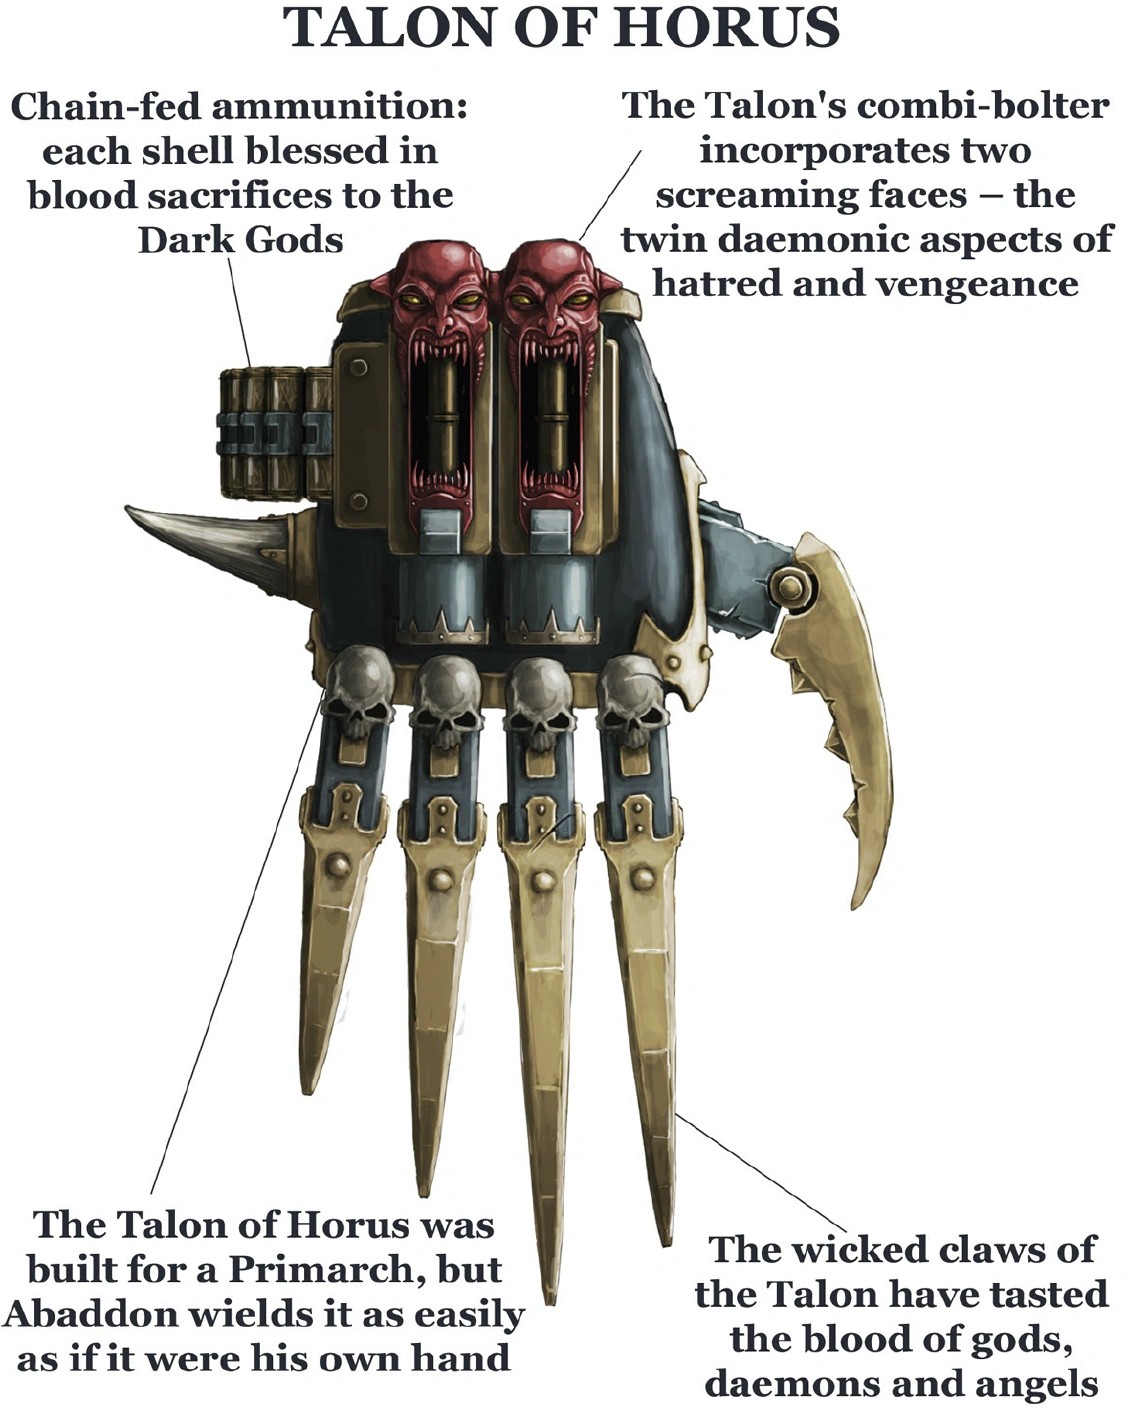 TALON OF HORUS
Chain-fed ammunition:
each shell blessed in
blood sacrifices to the
Dark Gods
The Talon's combi-bolter
incorporates two
screaming faces – the
twin daemonic aspects of
hatred and vengeance
The Talon of Horus was
built for a Primarch, but
Abaddon wields it as easily
as if it were his own hand
The wicked claws of
the Talon have tasted
the blood of gods,
daemons and angels